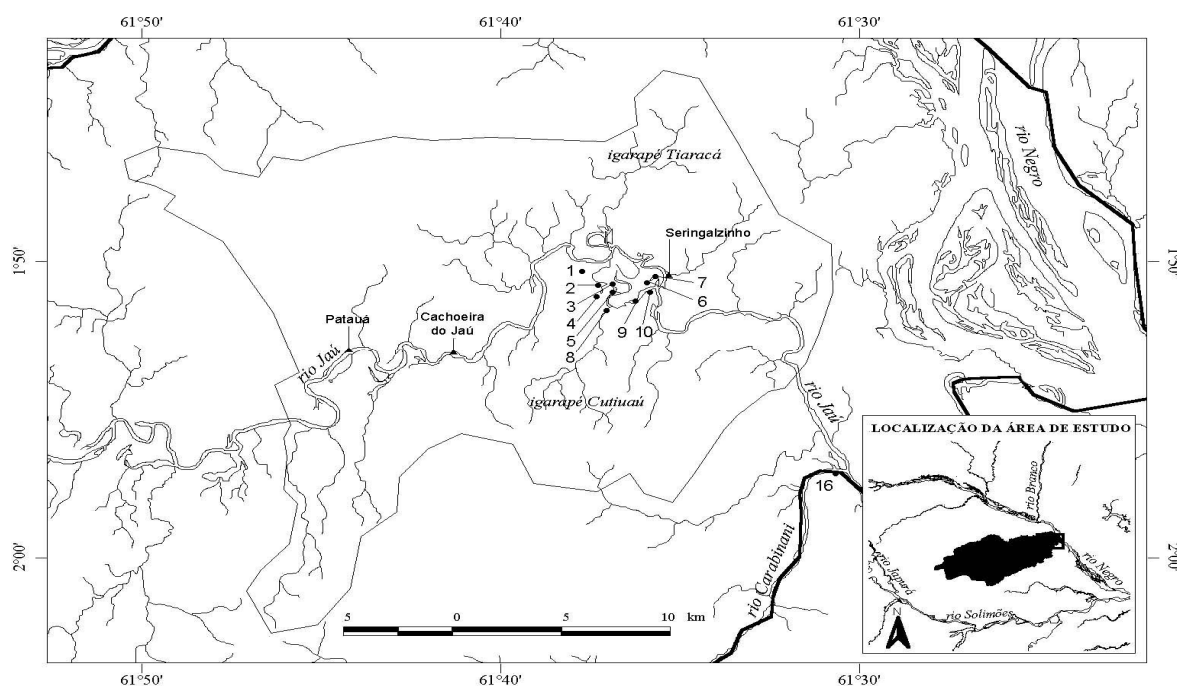 61°50' 61°40' 61°30'
rio Negro
igarapé Tiaracá
Seringalzinho
1°50'
1
2
3
4
5
8
9
10
7
6
Patauá
Cachoeira
do Jaú
rio Jaú
igarapé Cutiuaú
rio Jaú
16
rio Carabinani
2°00'
2°00'
5 0 5 10 km
LOCALIZAÇÃO DA ÁREA DE ESTUDO
rio Branco
rio Negro
rio Japurá
rio Solimões
N
61°50' 61°40' 61°30'